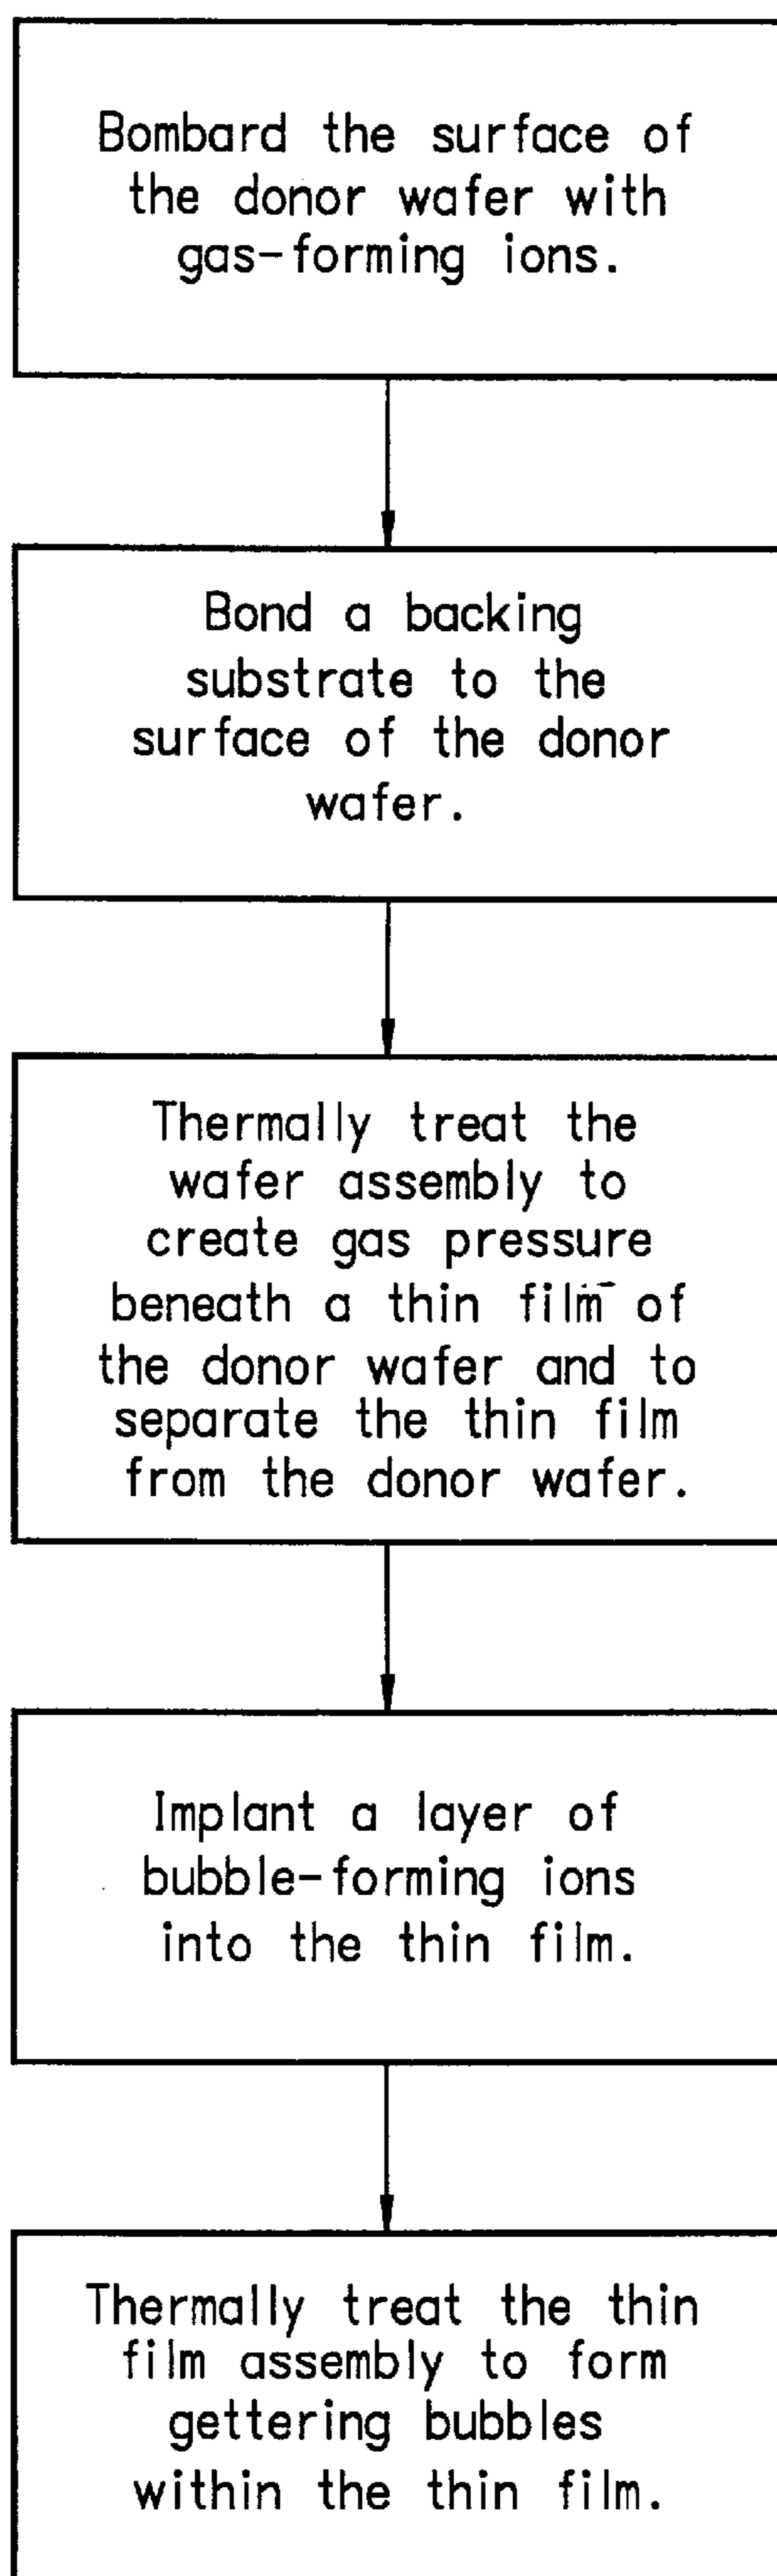 Bombard the surface of
the donor wafer with
gas-forming ions.
Bond a backing
substrate to the
surface of the donor
wafer.
Thermally treat the
wafer assembly to
create gas pressure
beneath a thin film of
the donor wafer and to
separate the thin film
from the donor wafer.
Implant a layer of
bubble-forming ions
into the thin film.
Thermally treat the thin
film assembly to form
gettering bubbles
within the thin film.